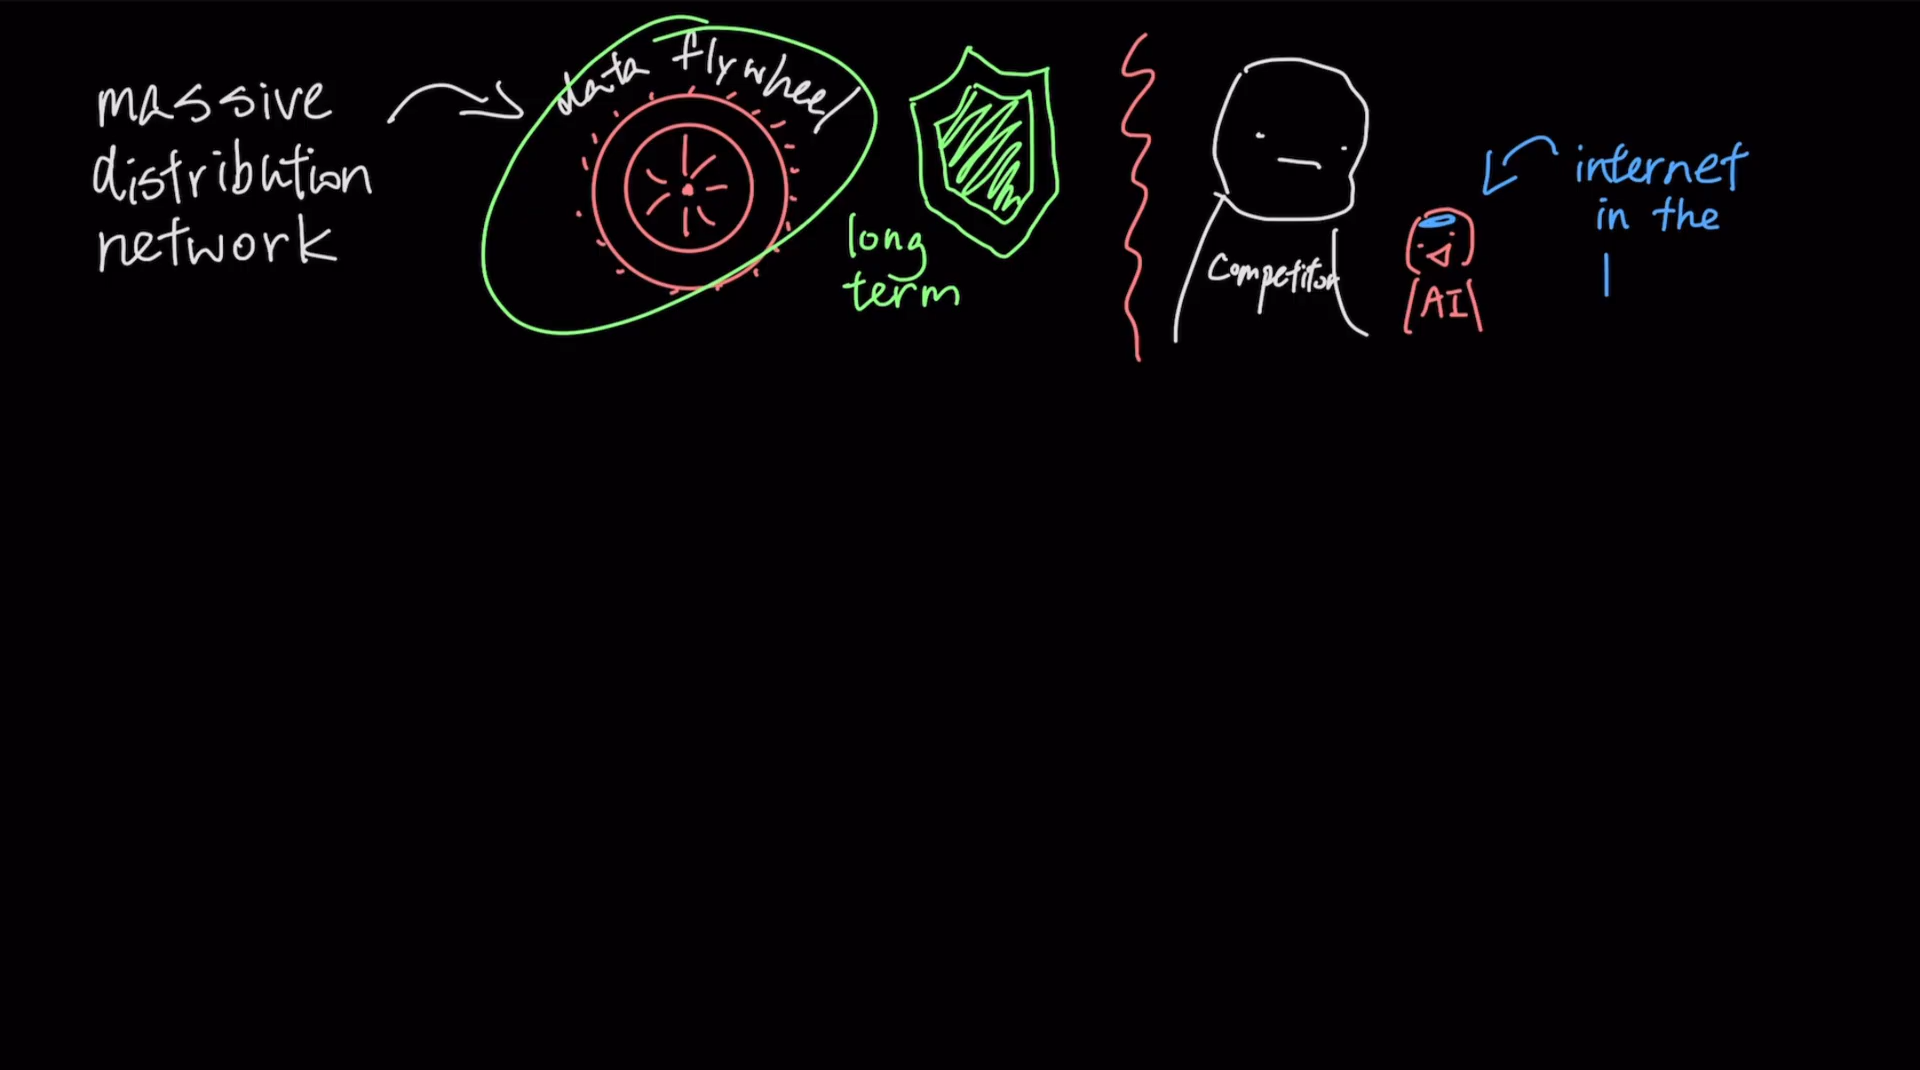 massive
distribution
network
data flywheel
long
term
Competitor
AI
internet
in the